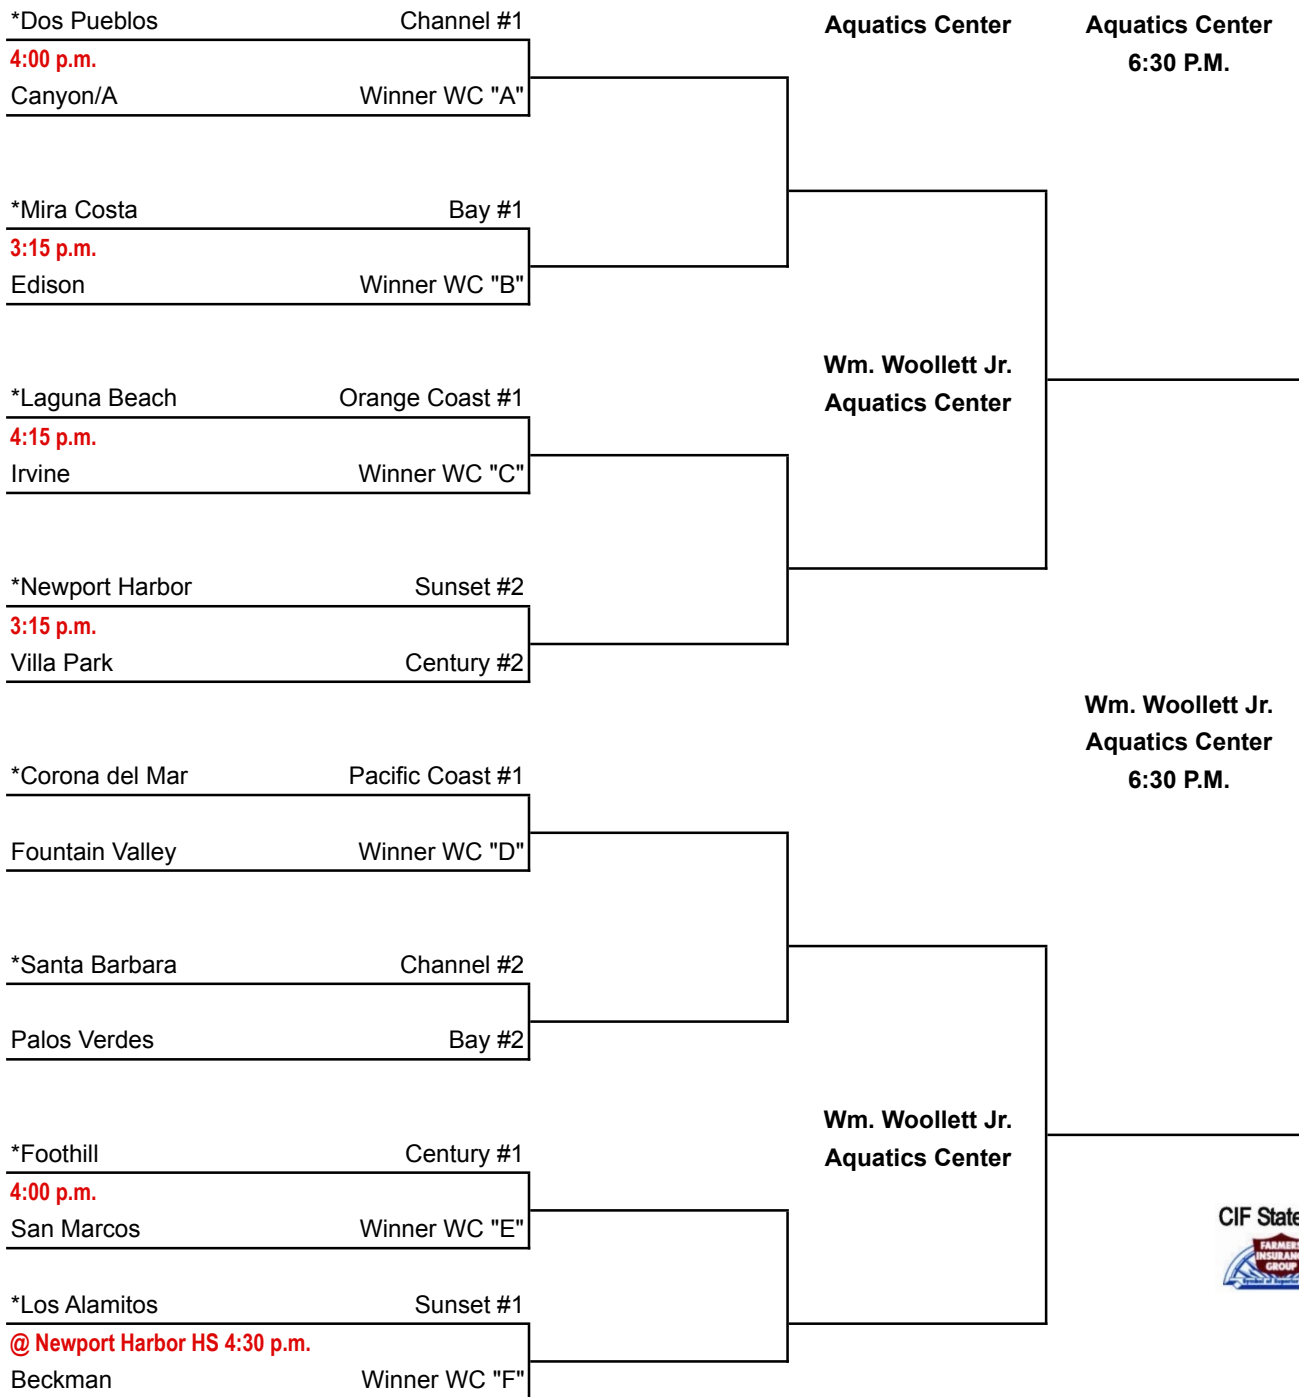 *Dos Pueblos Channel #1
Aquatics Center Aquatics Center
4:00 p.m.
6:30 P.M.
Canyon/A Winner WC "A"
*Mira Costa Bay #1
3:15 p.m.
Edison Winner WC "B"
Wm. Woollett Jr.
*Laguna Beach Orange Coast #1
Aquatics Center
4:15 p.m.
Irvine Winner WC "C"
*Newport Harbor Sunset #2
3:15 p.m.
Villa Park Century #2
Wm. Woollett Jr.
Aquatics Center
*Corona del Mar Pacific Coast #1
6:30 P.M.
Fountain Valley Winner WC "D"
*Santa Barbara Channel #2
Palos Verdes Bay #2
Wm. Woollett Jr.
*Foothill Century #1
Aquatics Center
4:00 p.m.
San Marcos Winner WC "E"
CIF State
FARMERS
INSURANCE
GROUP
*Los Alamitos Sunset #1
@ Newport Harbor HS 4:30 p.m.
Beckman Winner WC "F"